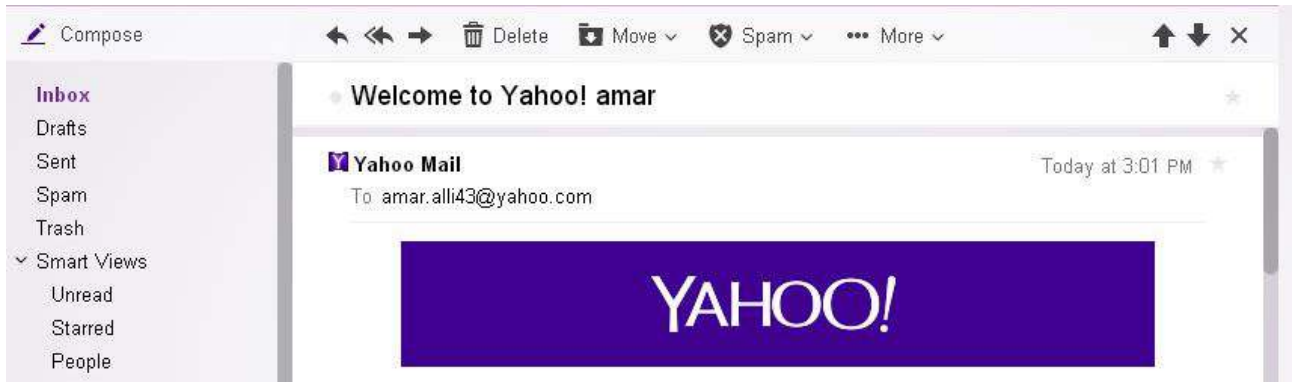 Compose
Delete Move Spam ••• More
Inbox
Drafts
Sent
Spam
Trash
Smart Views
Unread
Starred
People
Welcome to Yahoo! amar
Y Yahoo Mail Today at 3:01 PM
To amar.alli43@yahoo.com
YAHOO!